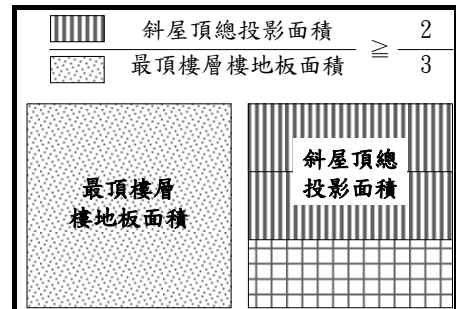 斜屋頂總投影面積 ≧ 2
最頂樓層樓地板面積 3
最頂樓層
樓地板面積
斜屋頂總
投影面積